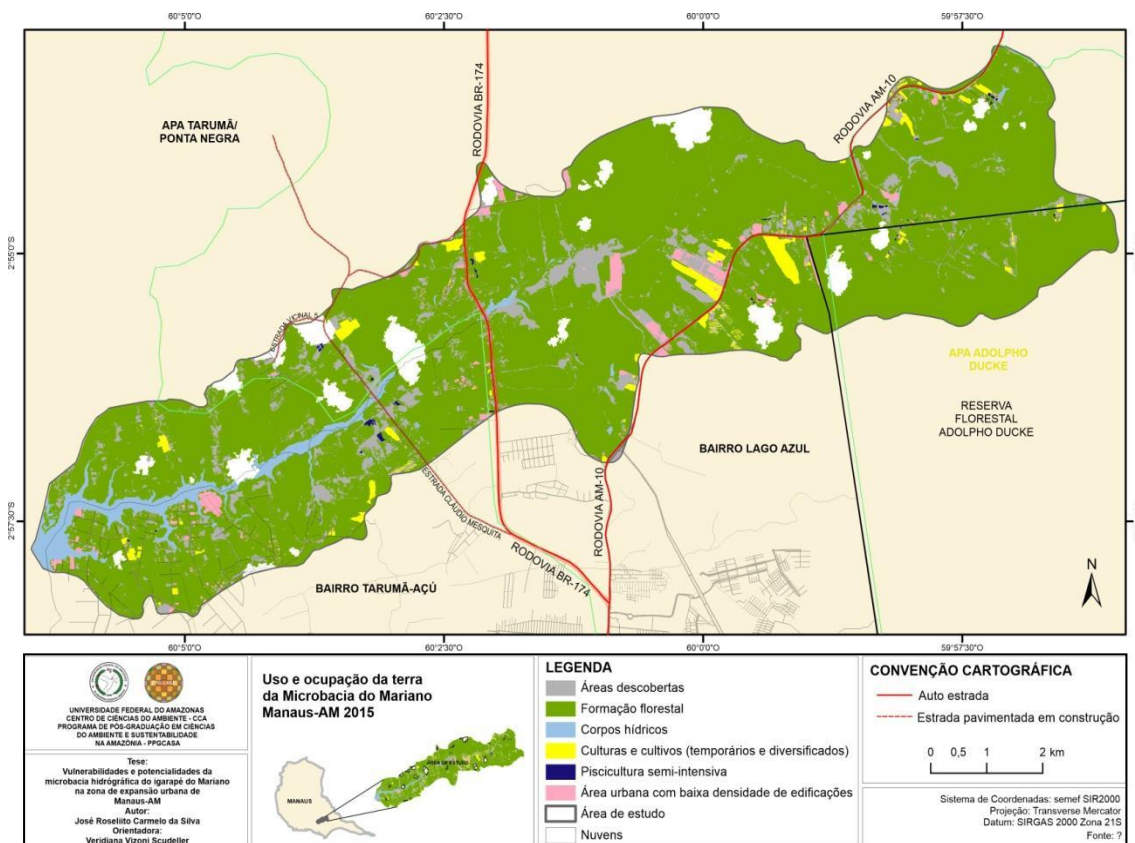 60°5'0"O
60°2'30"O
60°0'0"O
59°57'30"O
APA TARUMÃ/
PONTA NEGRA
RODOVIA BR-174
RODOVIA AM-10
2°55'0"S
ESTRADA VICINAL 5
APA ADOLPHO
DUCKE
RESERVA
FLORESTAL
ADOLPHO DUCKE
BAIRRO LAGO AZUL
RODOVIA AM-10
ESTRADA CLÁUDIO MESQUITA
2°57'30"S
RODOVIA BR-174
BAIRRO TARUMÃ-AÇÚ
N
60°5'0"O
60°2'30"O
60°0'0"O
59°57'30"O
UNIVERSIDADE FEDERAL DO AMAZONAS
CENTRO DE CIÊNCIAS DO AMBIENTE - CCA
PROGRAMA DE PÓS-GRADUAÇÃO EM CIÊNCIAS
DO AMBIENTE E SUSTENTABILIDADE
NA AMAZÔNIA - PPGCASA
Tese:
Vulnerabilidades e potencialidades da
microbacia hidrógráfica do igarapé do Mariano
na zona de expansão urbana de
Manaus-AM
Autor:
José Roselito Carmelo da Silva
Orientadora:
Veridiana Vizoni Scudeller
Uso e ocupação da terra
da Microbacia do Mariano
Manaus-AM 2015
ÁREA DE ESTUDO
MANAUS
LEGENDA
Áreas descobertas
Formação florestal
Corpos hídricos
Culturas e cultivos (temporários e diversificados)
Piscicultura semi-intensiva
Área urbana com baixa densidade de edificações
Área de estudo
Nuvens
CONVENÇÃO CARTOGRÁFICA
Auto estrada
Estrada pavimentada em construção
0 0,5 1 2 km
Sistema de Coordenadas: semef SIR2000
Projeção: Transverse Mercator
Datum: SIRGAS 2000 Zona 21S
Fonte: ?